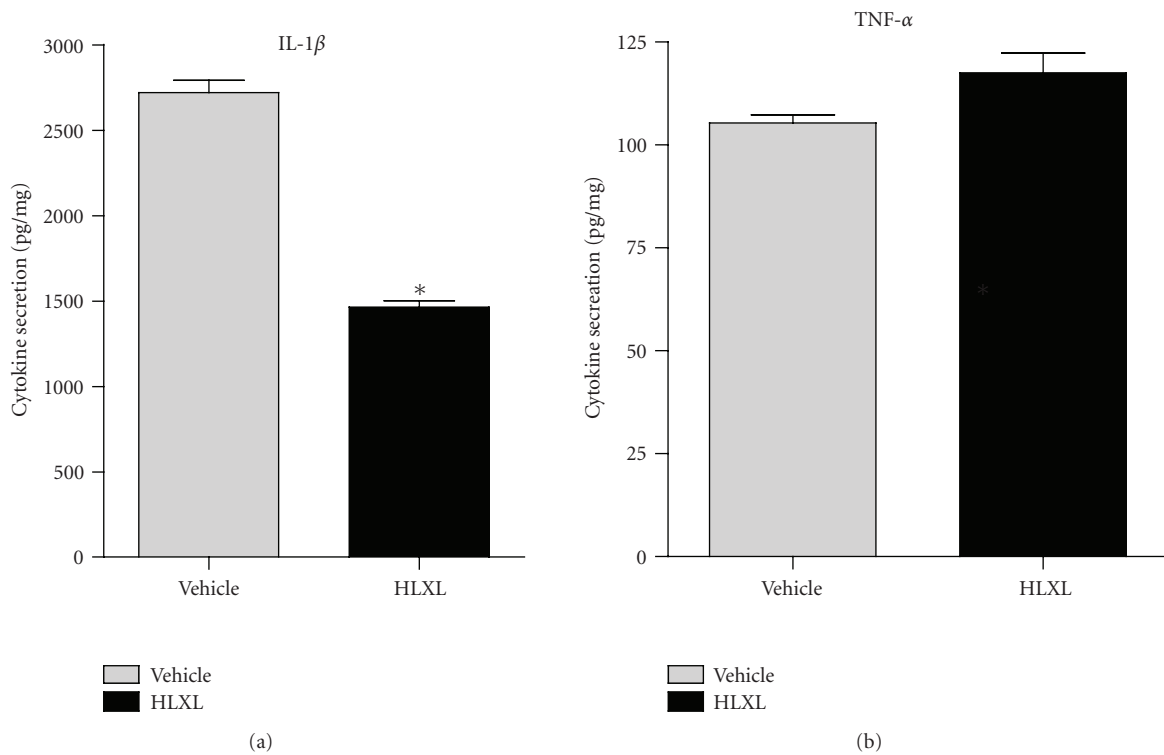 IL-1β
3000
2500
2000
1500
1000
500
0
Cytokine secretion (pg/mg)
*
Vehicle
HLXL
Vehicle
HLXL
(a)
TNF-α
125
100
75
50
25
0
Cytokine secreation (pg/mg)
*
Vehicle
HLXL
Vehicle
HLXL
(b)